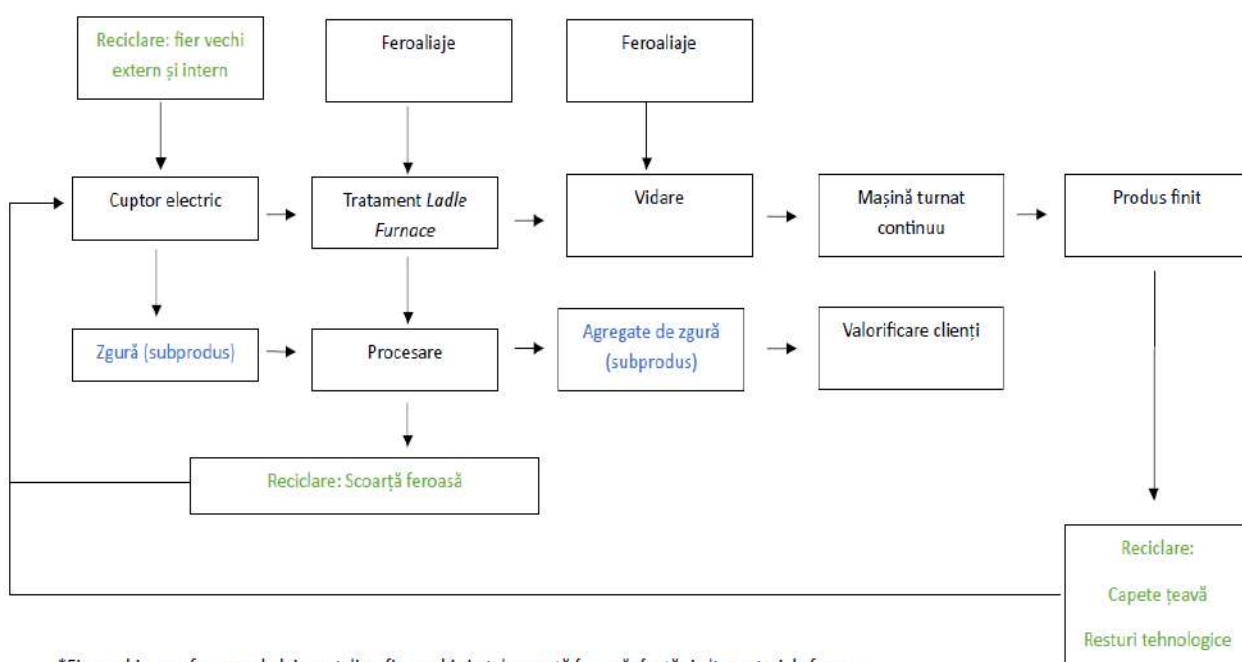 Reciclare: fier vechi
extern și intern
Feroaliaje
Feroaliaje
Cuptor electric
Tratament Ladle
Furnace
Vidare
Mașină turnat
continuu
Produs finit
Zgură (subprodus)
Procesare
Agregate de zgură
(subprodus)
Valorificare clienți
Reciclare: Scoarță feroasă
Reciclare:
Capete țeavă
Resturi tehnologice